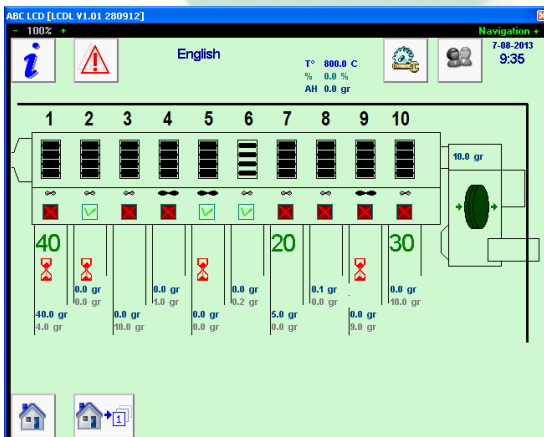 ABC LCD [LCDL V1.01 280912]
- 100% +
Navigation +
English
7-08-2013
9:35
T° 800.0 C
% 0.0 %
AH 0.0 gr
1 2 3 4 5 6 7 8 9 10
10.0 gr
40 20 30
0.0 gr 0.0 gr 0.0 gr 0.1 gr 0.0 gr
0.0 gr 1.0 gr 0.2 gr 0.0 gr 10.0 gr
40.0 gr 0.0 gr 0.0 gr 5.0 gr 0.0 gr
4.0 gr 10.0 gr 0.0 gr 0.0 gr 9.0 gr
1